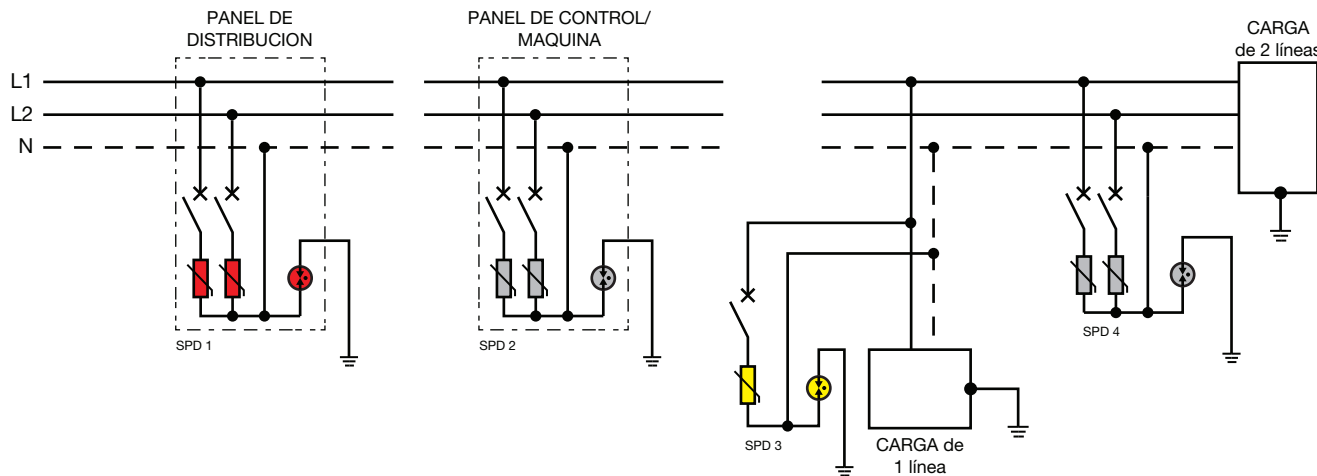 PANEL DE
DISTRIBUCION
PANEL DE CONTROL/
MAQUINA
CARGA
de 2 líneas
L1
L2
N
SPD 1
SPD 2
SPD 3
SPD 4
CARGA de
1 línea